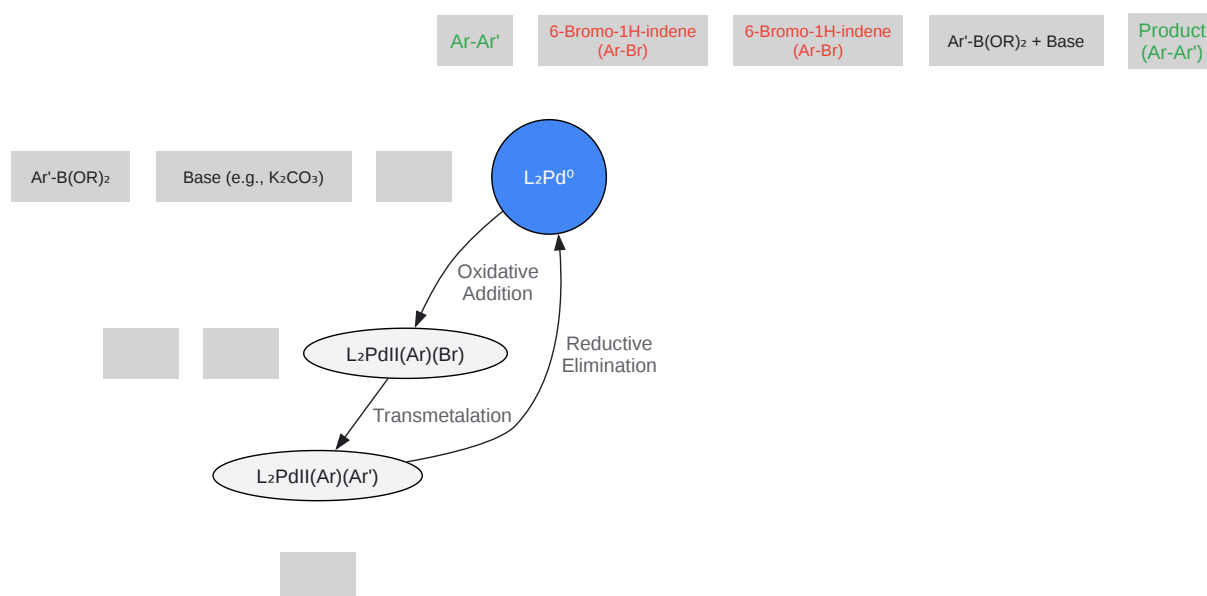 Ar-Ar'
6-Bromo-1H-indene
(Ar-Br)
6-Bromo-1H-indene
(Ar-Br)
Ar'-B(OR)₂ + Base
Product
(Ar-Ar')
Ar'-B(OR)₂
Base (e.g., K₂CO₃)
L₂Pd⁰
Oxidative
Addition
L₂PdII(Ar)(Br)
Reductive
Elimination
Transmetalation
L₂PdII(Ar)(Ar')